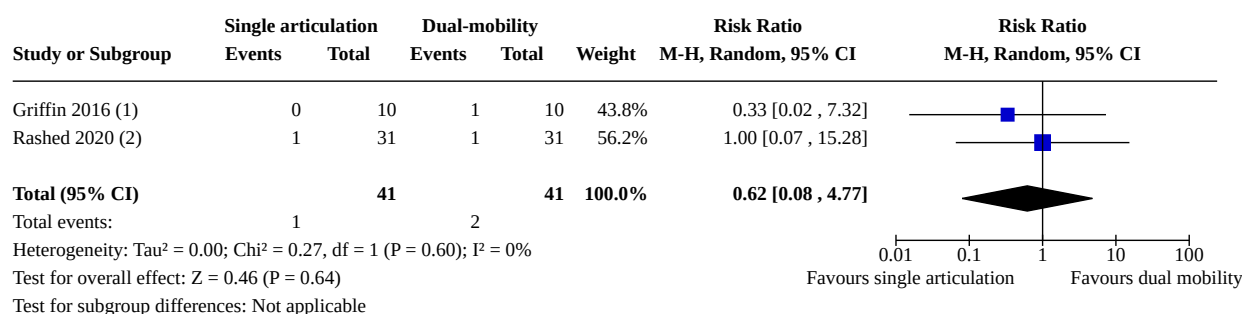 Single articulation Dual-mobility Risk Ratio Risk Ratio
Study or Subgroup Events Total Events Total Weight M-H, Random, 95% CI M-H, Random, 95% CI
Griffin 2016 (1) 0 10 1 10 43.8% 0.33 [0.02 , 7.32]
Rashed 2020 (2) 1 31 1 31 56.2% 1.00 [0.07 , 15.28]
Total (95% CI) 41 41 100.0% 0.62 [0.08 , 4.77]
Total events: 1 2
Heterogeneity: Tau² = 0.00; Chi² = 0.27, df = 1 (P = 0.60); I² = 0%
0.01 0.1 1 10 100
Test for overall effect: Z = 0.46 (P = 0.64) Favours single articulation Favours dual mobility
Test for subgroup differences: Not applicable